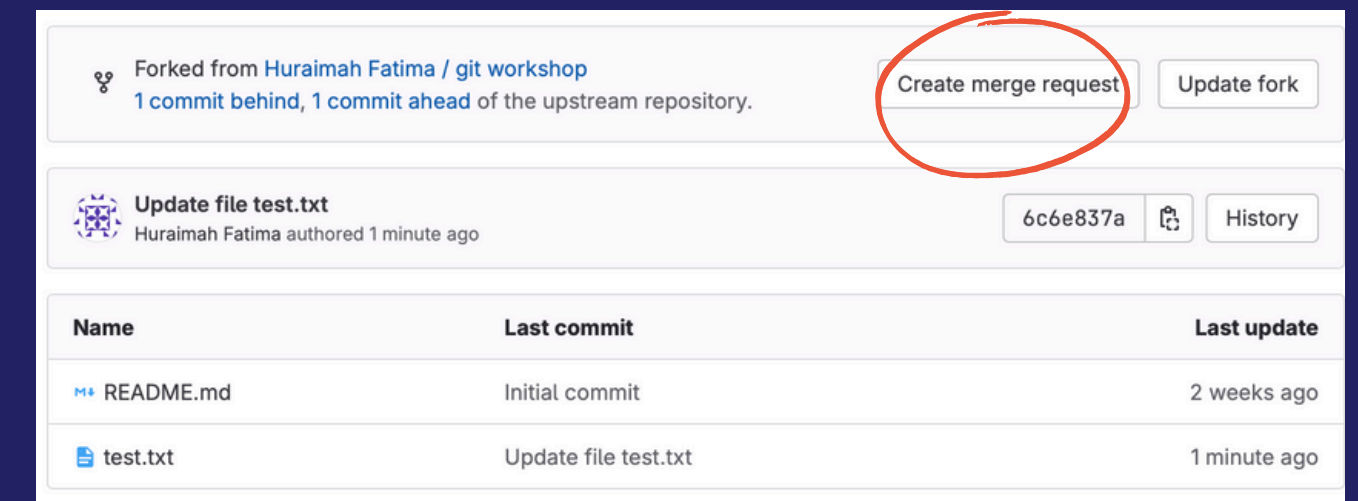 Forked from Huraimah Fatima / git workshop
1 commit behind, 1 commit ahead of the upstream repository.
Create merge request
Update fork
Update file test.txt
Huraimah Fatima authored 1 minute ago
6c6e837a
History
Name Last commit Last update
README.md Initial commit 2 weeks ago
test.txt Update file test.txt 1 minute ago